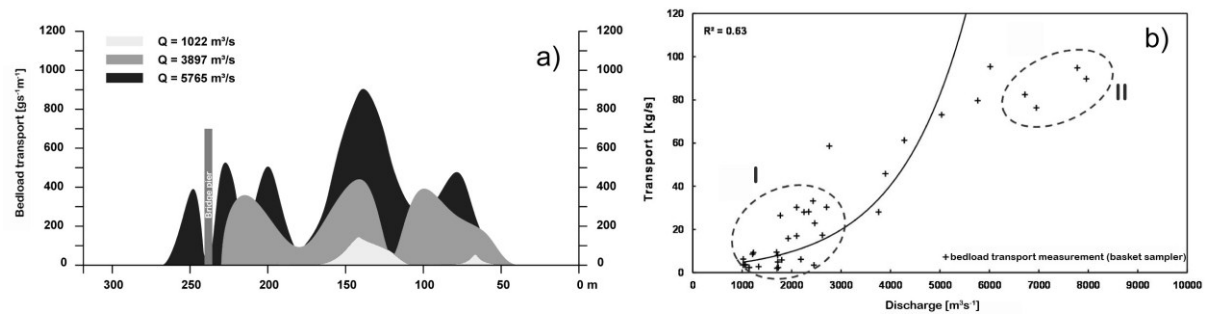 1200
1000
800
600
400
200
0
Bedload transport [gs⁻¹m⁻¹]
Q = 1022 m³/s
Q = 3897 m³/s
Q = 5765 m³/s
a)
Bridge pier
1200
1000
800
600
400
200
0
300 250 200 150 100 50 0 m
120
100
80
60
40
20
0
Transport [kg/s]
R² = 0.63
b)
I
II
+bedload transport measurement (basket sampler)
0 1000 2000 3000 4000 5000 6000 7000 8000 9000 10000
Discharge [m³s⁻¹]